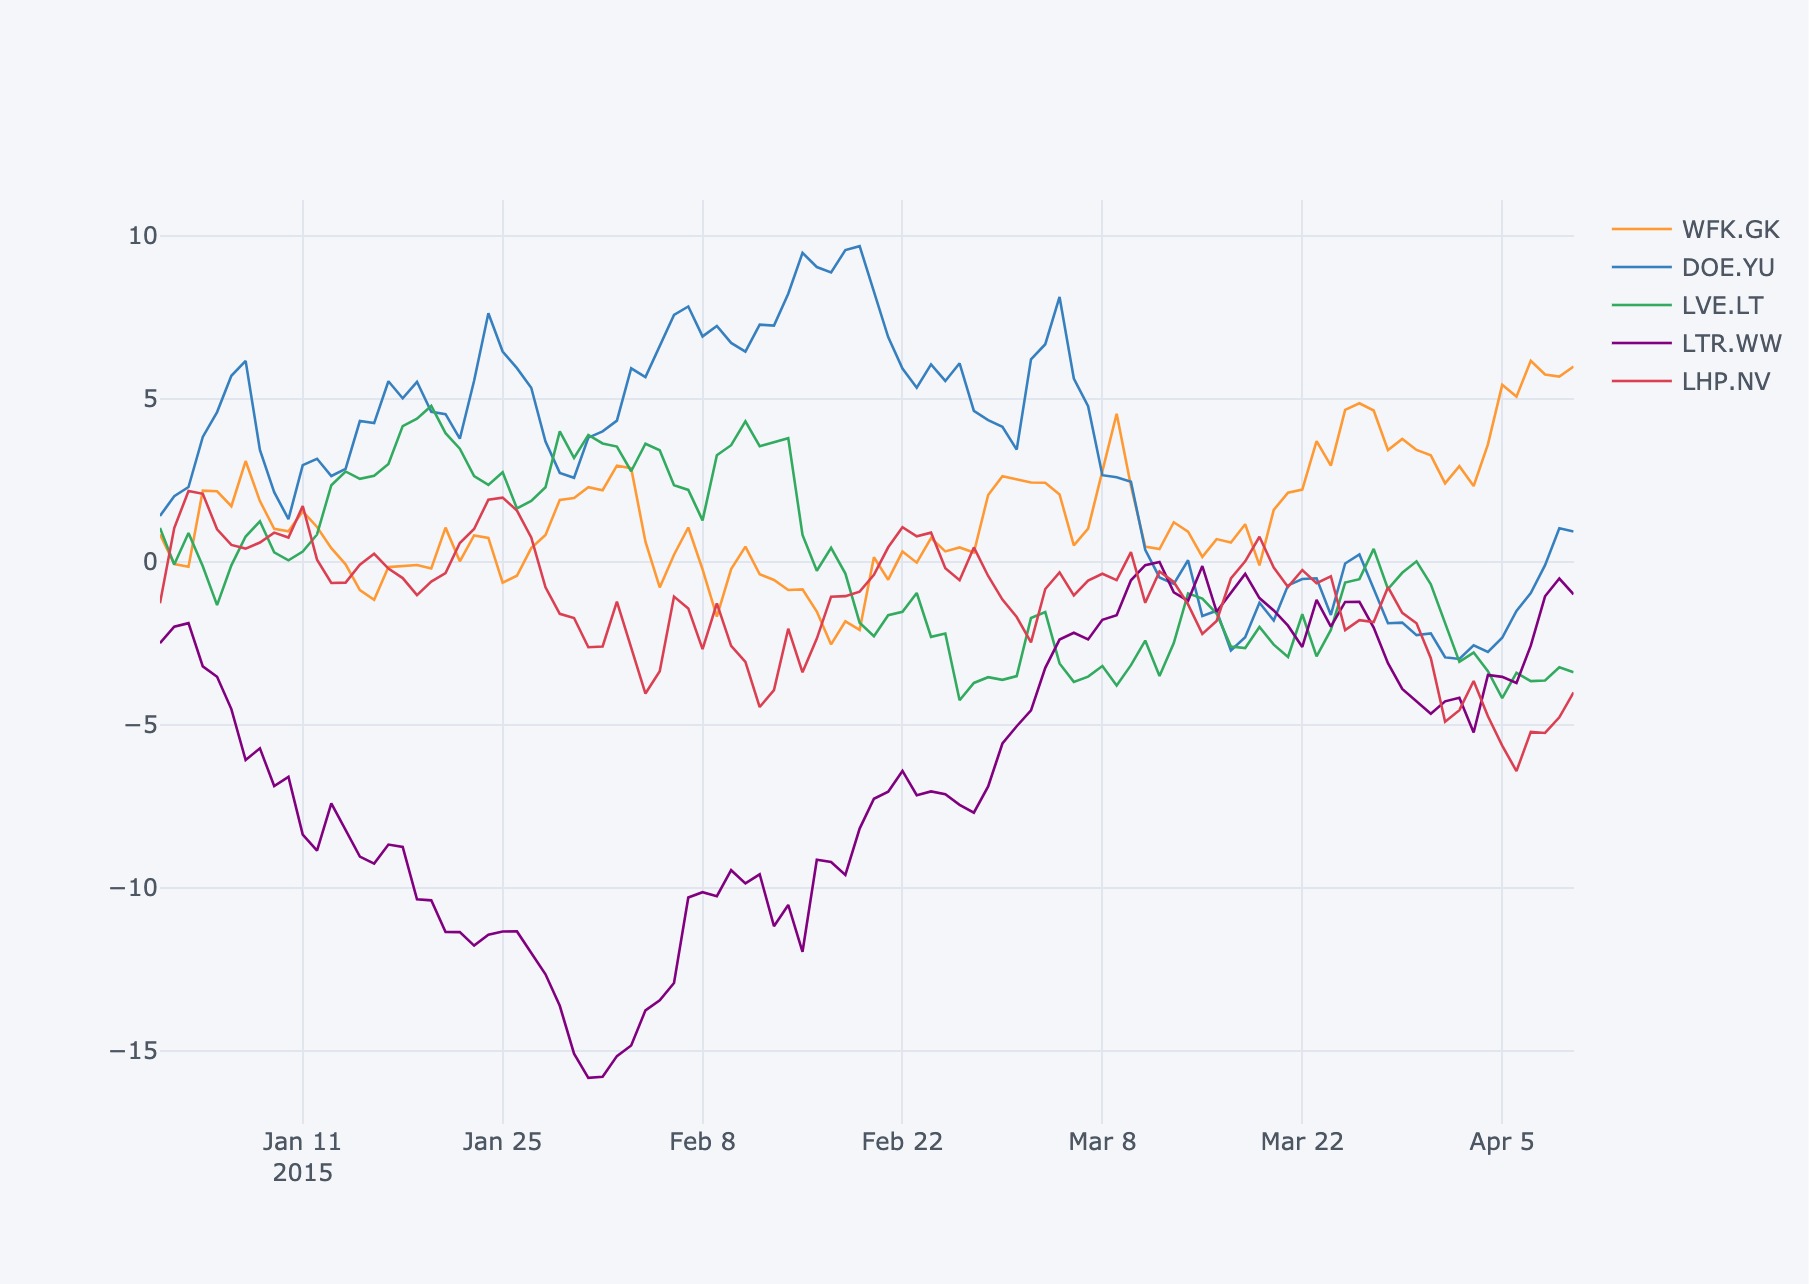 10
5
0
−5
−10
−15
Jan 11
2015
Jan 25
Feb 8
Feb 22
Mar 8
Mar 22
Apr 5
WFK.GK
DOE.YU
LVE.LT
LTR.WW
LHP.NV